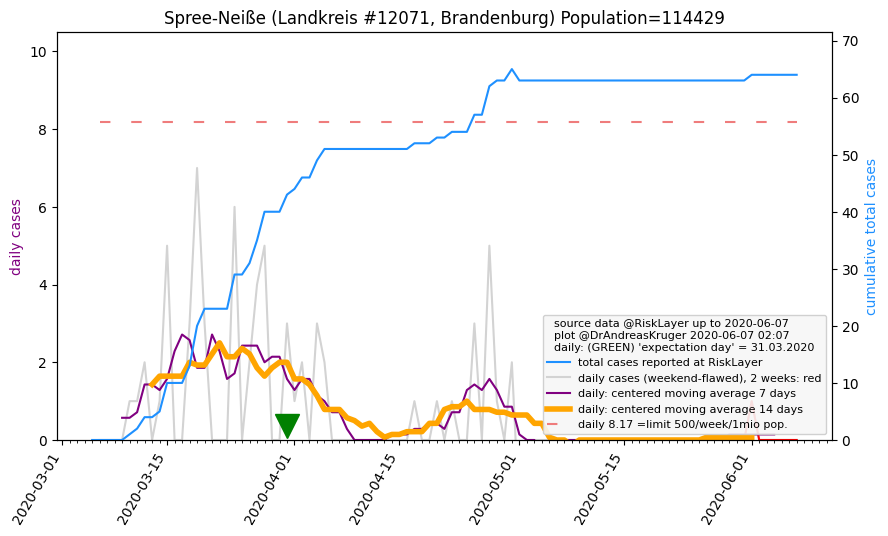 Spree-Neiße (Landkreis #12071, Brandenburg) Population=114429
daily cases
10
8
6
4
2
0
cumulative total cases
70
60
50
40
30
20
10
0
source data @RiskLayer up to 2020-06-07
plot @DrAndreasKruger 2020-06-07 02:07
daily: (GREEN) 'expectation day' = 31.03.2020
total cases reported at RiskLayer
daily cases (weekend-flawed), 2 weeks: red
daily: centered moving average 7 days
daily: centered moving average 14 days
daily 8.17 =limit 500/week/1mio pop.
2020-03-01
2020-03-15
2020-04-01
2020-04-15
2020-05-01
2020-05-15
2020-06-01